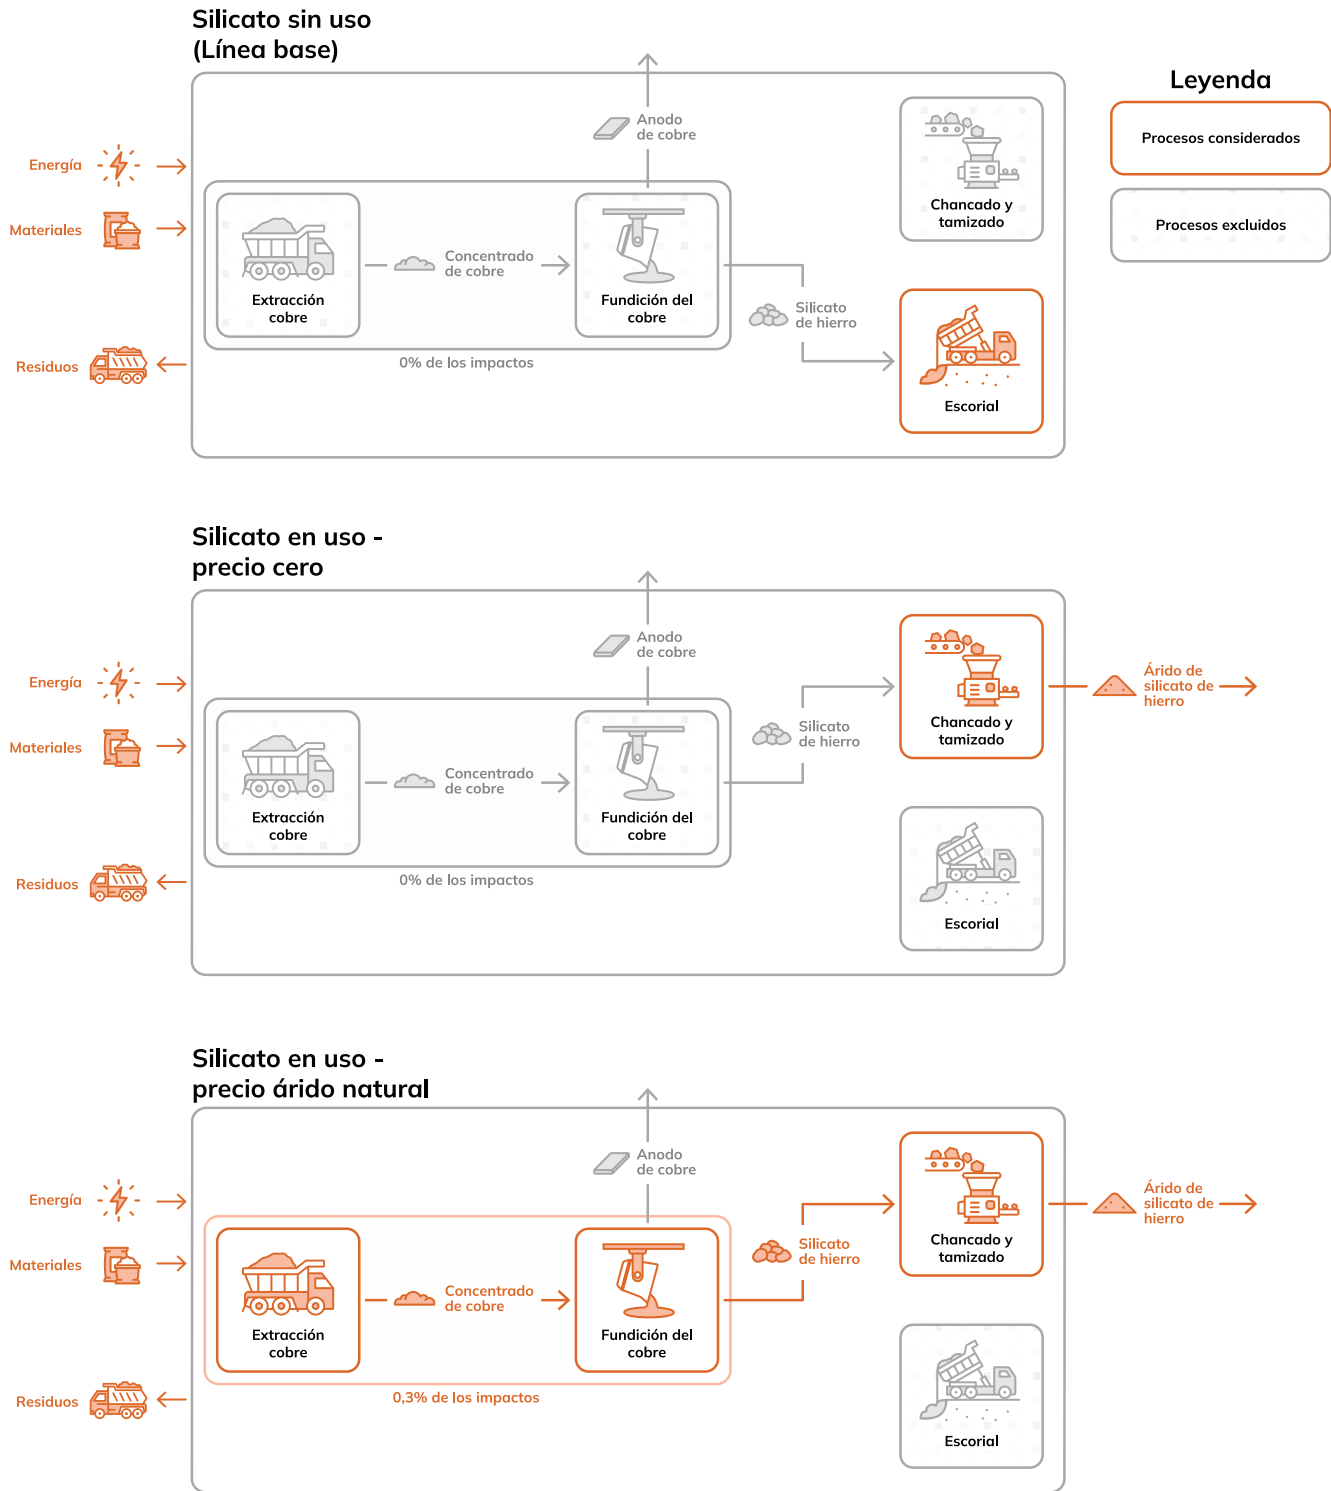 Silicato sin uso
(Línea base)
Leyenda
Procesos considerados
Procesos excluidos
Energía
Materiales
Residuos
Anodo
de cobre
Extracción
cobre
Concentrado
de cobre
Fundición del
cobre
0% de los impactos
Silicato
de hierro
Chancado y
tamizado
Escorial
Silicato en uso -
precio cero
Energía
Materiales
Residuos
Anodo
de cobre
Extracción
cobre
Concentrado
de cobre
Fundición del
cobre
0% de los impactos
Silicato
de hierro
Chancado y
tamizado
Árido de
silicato de
hierro
Escorial
Silicato en uso -
precio árido natural
Energía
Materiales
Residuos
Anodo
de cobre
Extracción
cobre
Concentrado
de cobre
Fundición del
cobre
0,3% de los impactos
Silicato
de hierro
Chancado y
tamizado
Árido de
silicato de
hierro
Escorial